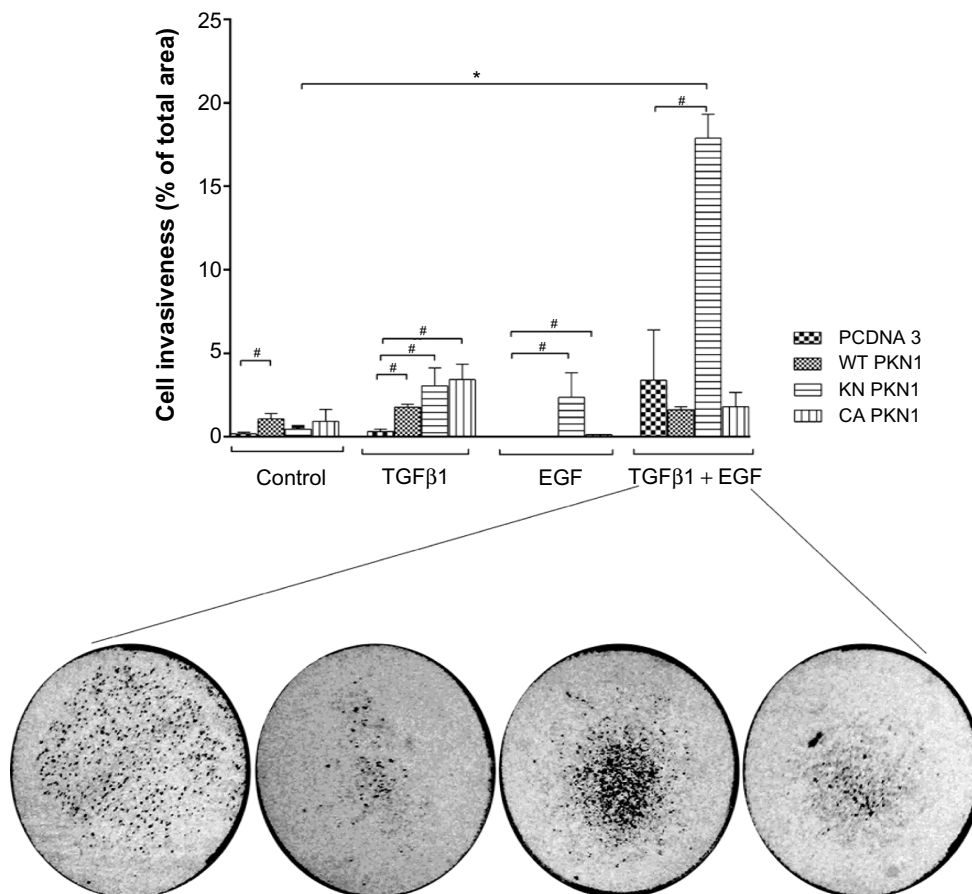 Cell invasiveness (% of total area)
25
20
15
10
5
0
*
#
#
#
#
#
#
#
Control
TGFβ1
EGF
TGFβ1 + EGF
PCDNA 3
WT PKN1
KN PKN1
CA PKN1